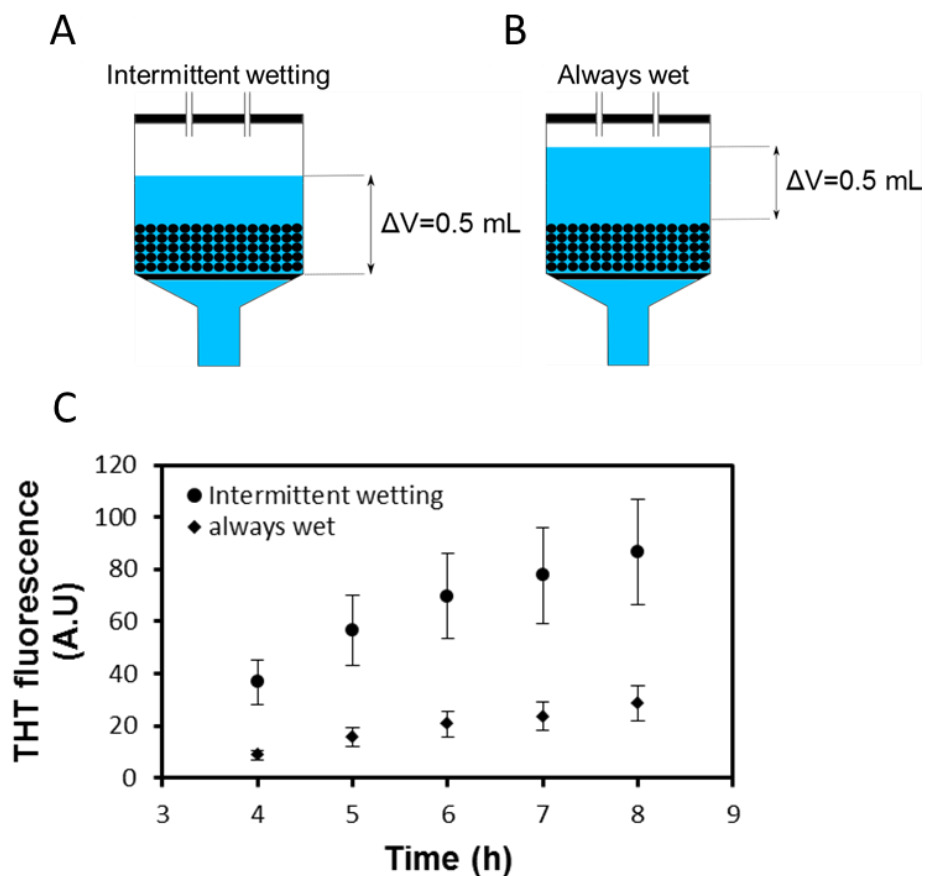 A
B
Intermittent wetting
Always wet
ΔV=0.5 mL
ΔV=0.5 mL
C
THT fluorescence
(A.U)
120
100
80
60
40
20
0
Intermittent wetting
always wet
3 4 5 6 7 8 9
Time (h)